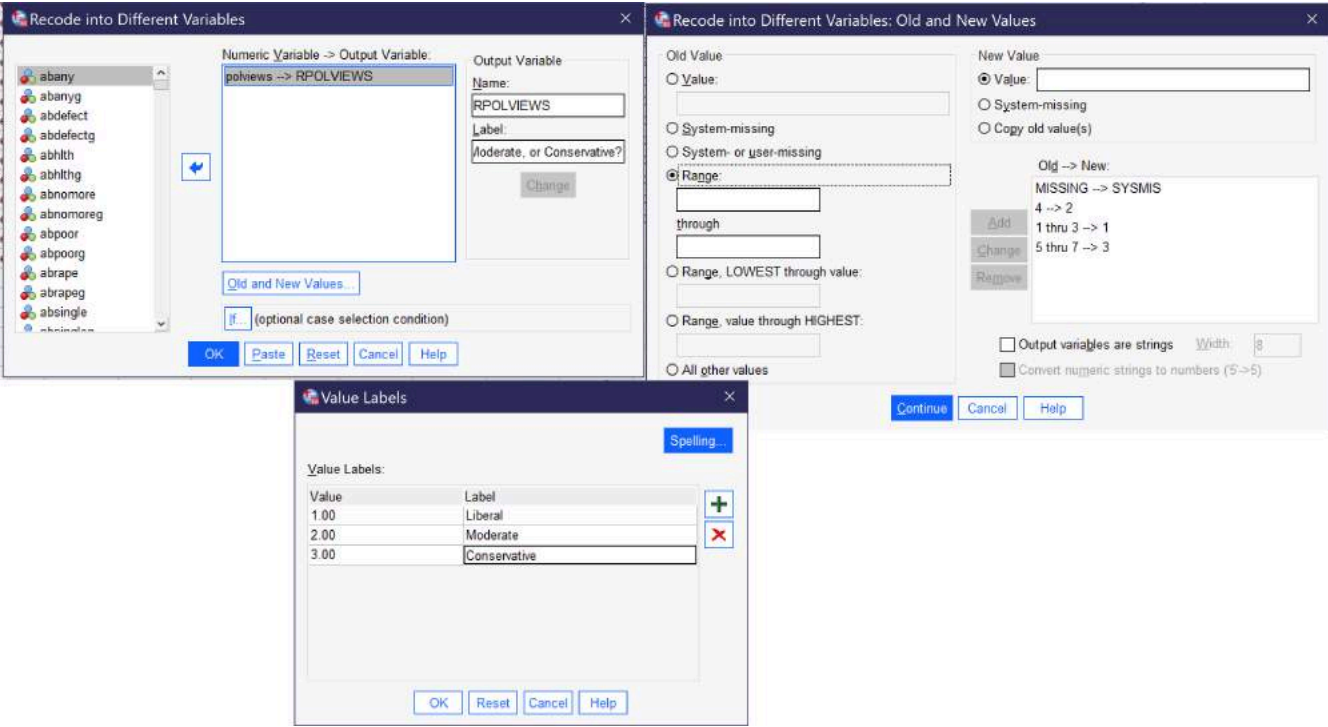 Recode into Different Variables
Numeric Variable -> Output Variable:
abany
abanyg
abdefect
abdefectg
abhlth
abhlthg
abnomore
abnomoreg
abpoor
abpoorg
abrape
abrapeg
absingle
polviews --> RPOLVIEWS
Output Variable
Name:
RPOLVIEWS
Label:
Moderate, or Conservative?
Change
Old and New Values...
If... (optional case selection condition)
OK Paste Reset Cancel Help
Recode into Different Variables: Old and New Values
Old Value
Value:
System-missing
System- or user-missing
Range:
through
Range, LOWEST through value:
Range, value through HIGHEST:
All other values
New Value
Value:
System-missing
Copy old value(s)
Old --> New:
MISSING --> SYSMIS
4 --> 2
1 thru 3 --> 1
5 thru 7 --> 3
Add
Change
Remove
Output variables are strings Width: 8
Convert numeric strings to numbers ('5'->5)
Continue Cancel Help
Value Labels
Spelling...
Value Labels:
Value Label
1.00 Liberal
2.00 Moderate
3.00 Conservative
OK Reset Cancel Help